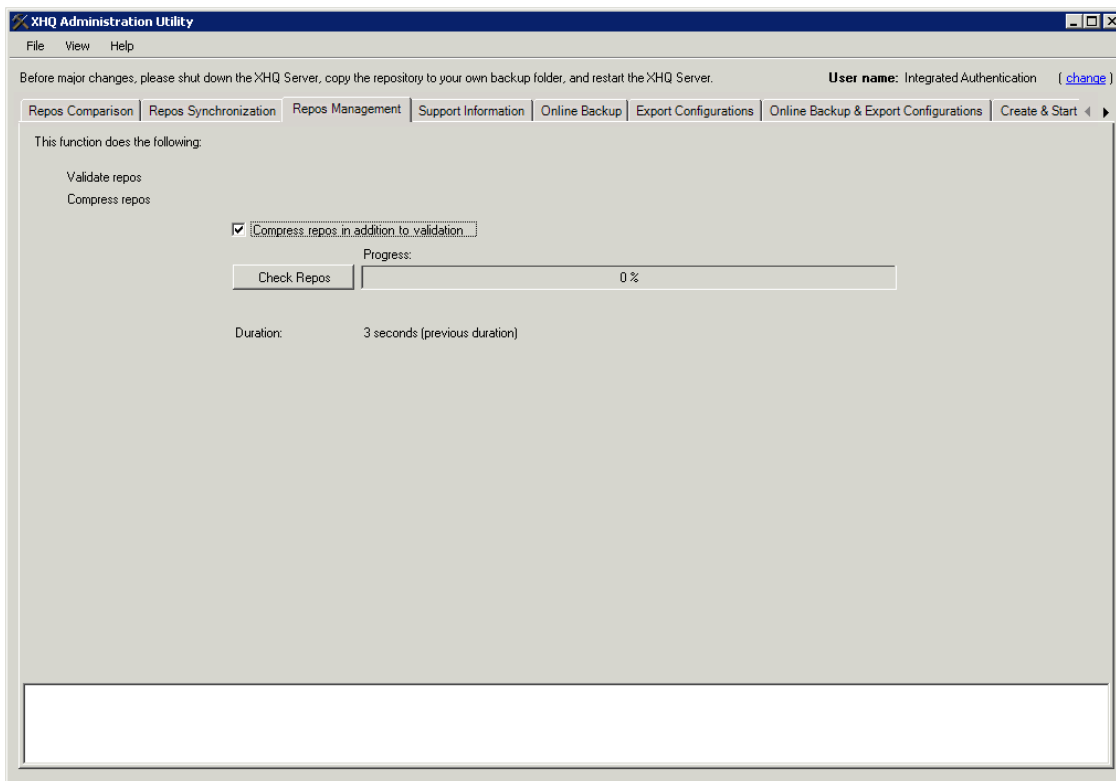 XHQ Administration Utility
File View Help
Before major changes, please shut down the XHQ Server, copy the repository to your own backup folder, and restart the XHQ Server. User name: Integrated Authentication ( change )
Repos Comparison Repos Synchronization Repos Management Support Information Online Backup Export Configurations Online Backup & Export Configurations Create & Start
This function does the following:
Validate repos
Compress repos
Compress repos in addition to validation
Progress:
Check Repos 0 %
Duration: 3 seconds (previous duration)